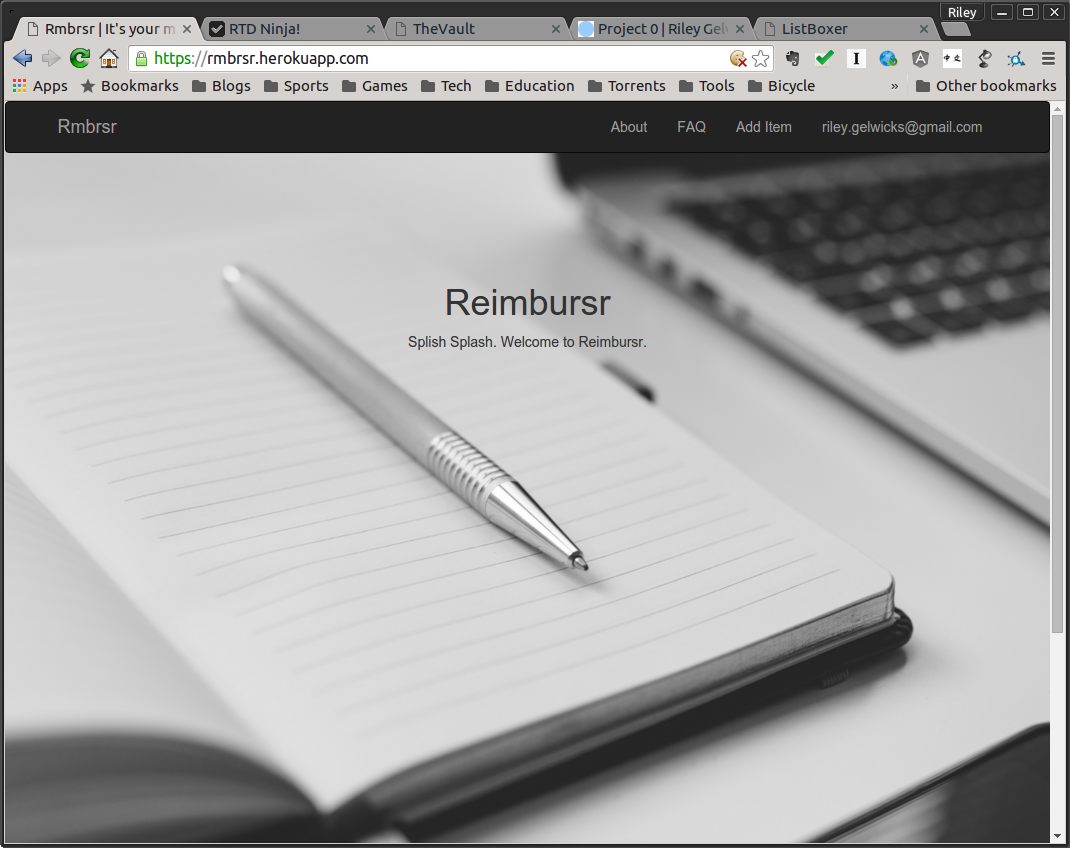 Riley
Rmbrsr | It's your m
RTD Ninja!
TheVault
Project 0 | Riley Gelw
ListBoxer
https://rmbrsr.herokuapp.com
Apps Bookmarks Blogs Sports Games Tech Education Torrents Tools Bicycle » Other bookmarks
Rmbrsr About FAQ Add Item riley.gelwicks@gmail.com
Reimbursr
Splish Splash. Welcome to Reimbursr.